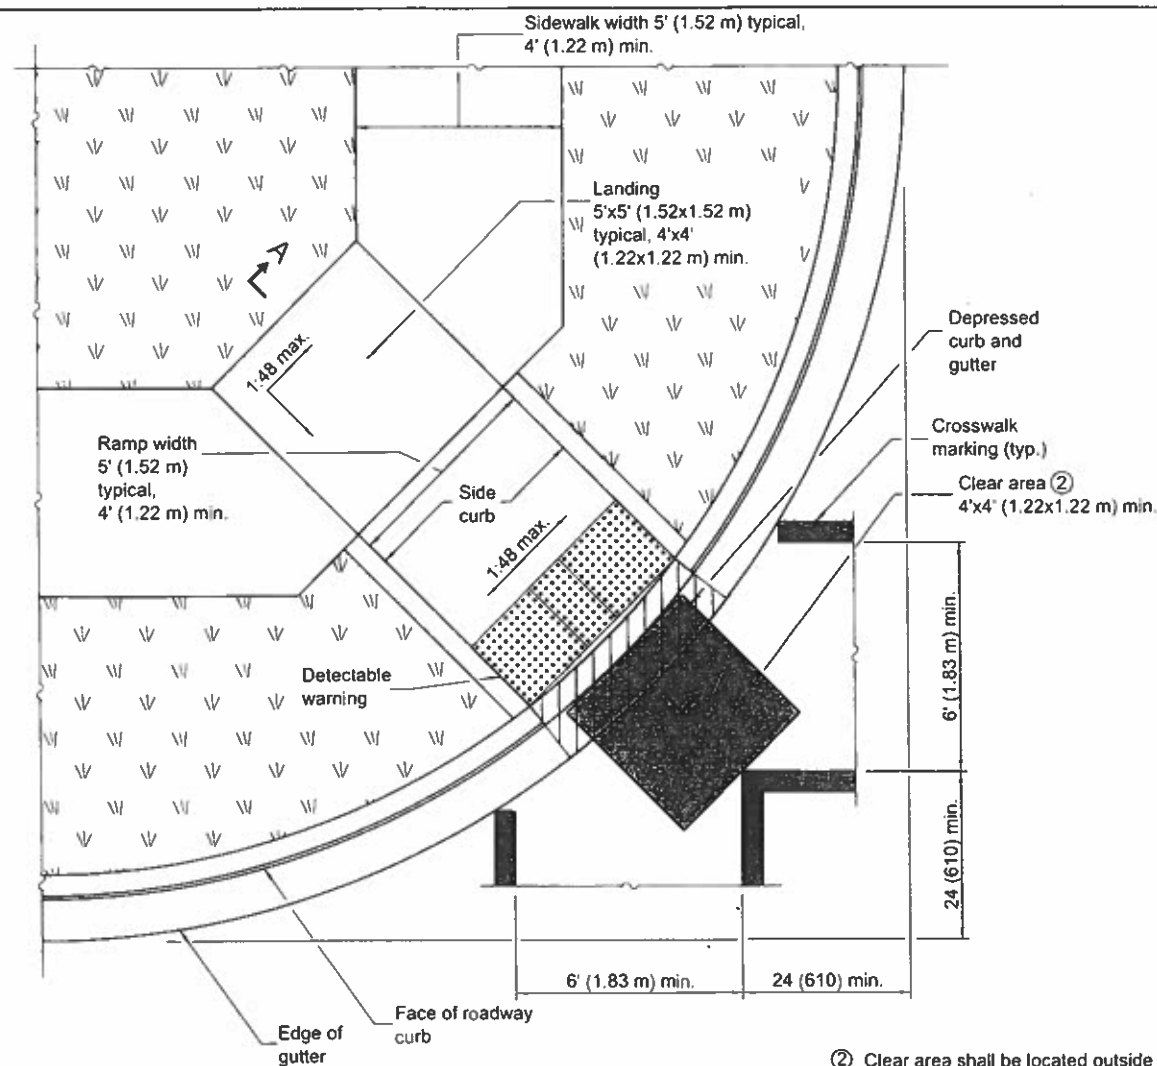 Sidewalk width 5' (1.52 m) typical,
4' (1.22 m) min.
Landing
5'x5' (1.52x1.52 m)
typical, 4'x4'
(1.22x1.22 m) min.
A
1:48 max.
Depressed
curb and
gutter
Ramp width
5' (1.52 m)
typical,
4' (1.22 m) min.
Side
curb
Crosswalk
marking (typ.)
Clear area ②
4'x4' (1.22x1.22 m) min.
1:48 max.
Detectable
warning
6' (1.83 m) min.
24 (610) min.
6' (1.83 m) min.
24 (610) min.
Face of roadway
curb
Edge of
gutter
② Clear area shall be located outside